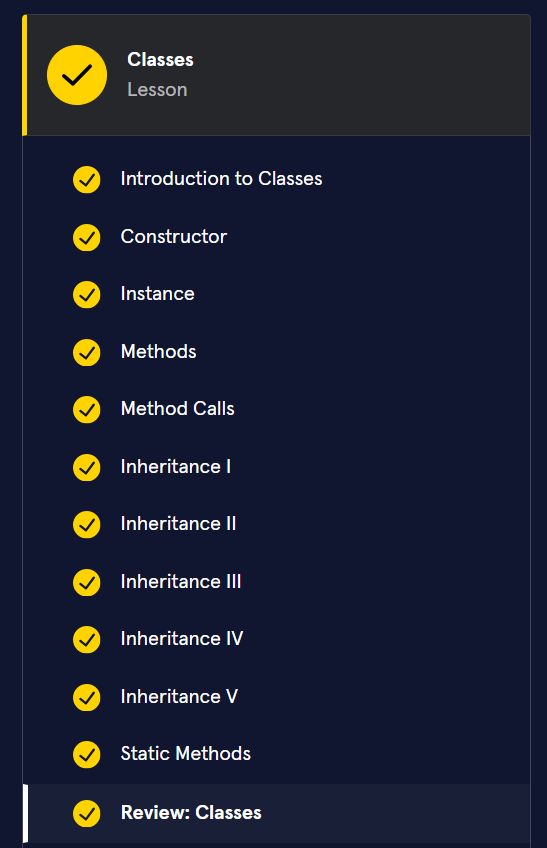 Classes
Lesson
Introduction to Classes
Constructor
Instance
Methods
Method Calls
Inheritance I
Inheritance II
Inheritance III
Inheritance IV
Inheritance V
Static Methods
Review: Classes